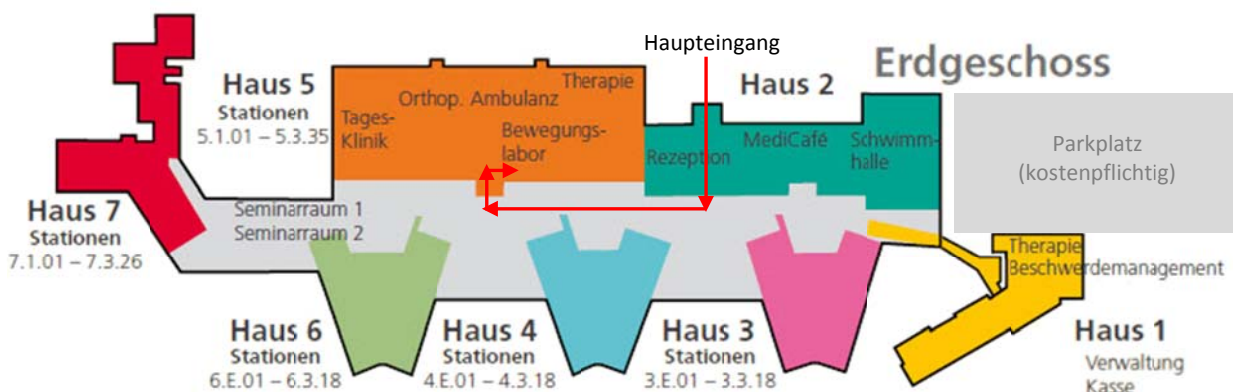 Haupteingang
Erdgeschoss
Haus 5
Stationen
5.1.01 – 5.3.35
Therapie
Orthop. Ambulanz
Tages-
Klinik
Bewegungs-
labor
Haus 2
Rezeption
MediCafé
Schwimm-
halle
Parkplatz
(kostenpflichtig)
Haus 7
Stationen
7.1.01 – 7.3.26
Seminarraum 1
Seminarraum 2
Therapie
Beschwerdemanagement
Haus 6
Stationen
6.E.01 – 6.3.18
Haus 4
Stationen
4.E.01 – 4.3.18
Haus 3
Stationen
3.E.01 – 3.3.18
Haus 1
Verwaltung
Kasse